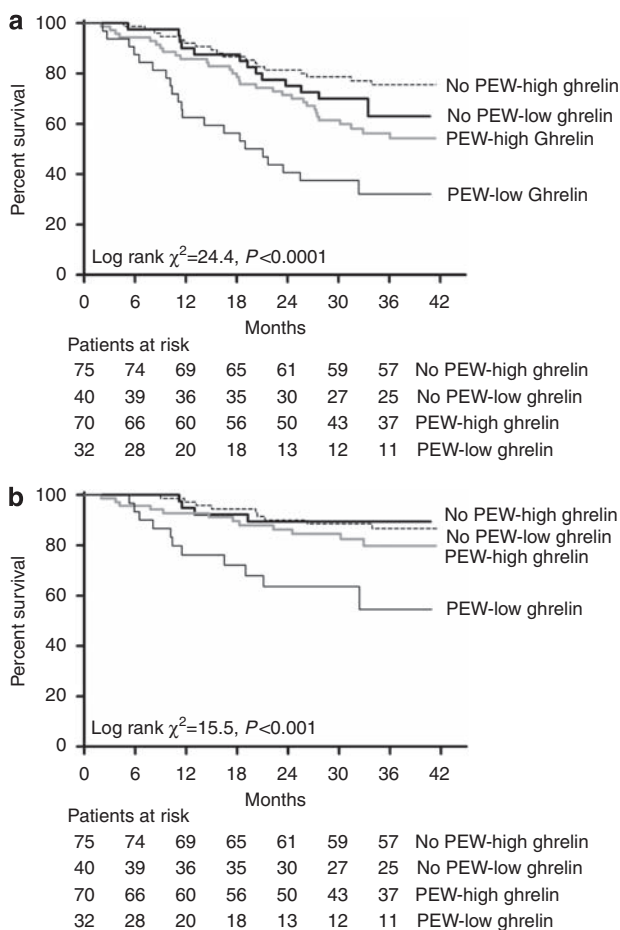 a
100
80
60
40
20
0
Percent survival
No PEW-high ghrelin
No PEW-low ghrelin
PEW-high Ghrelin
PEW-low Ghrelin
Log rank χ²=24.4, P<0.0001
0 6 12 18 24 30 36 42
Months
Patients at risk
75 74 69 65 61 59 57 No PEW-high ghrelin
40 39 36 35 30 27 25 No PEW-low ghrelin
70 66 60 56 50 43 37 PEW-high ghrelin
32 28 20 18 13 12 11 PEW-low ghrelin
b
100
80
60
40
20
0
Percent survival
No PEW-high ghrelin
No PEW-low ghrelin
PEW-high ghrelin
PEW-low ghrelin
Log rank χ²=15.5, P<0.001
0 6 12 18 24 30 36 42
Months
Patients at risk
75 74 69 65 61 59 57 No PEW-high ghrelin
40 39 36 35 30 27 25 No PEW-low ghrelin
70 66 60 56 50 43 37 PEW-high ghrelin
32 28 20 18 13 12 11 PEW-low ghrelin